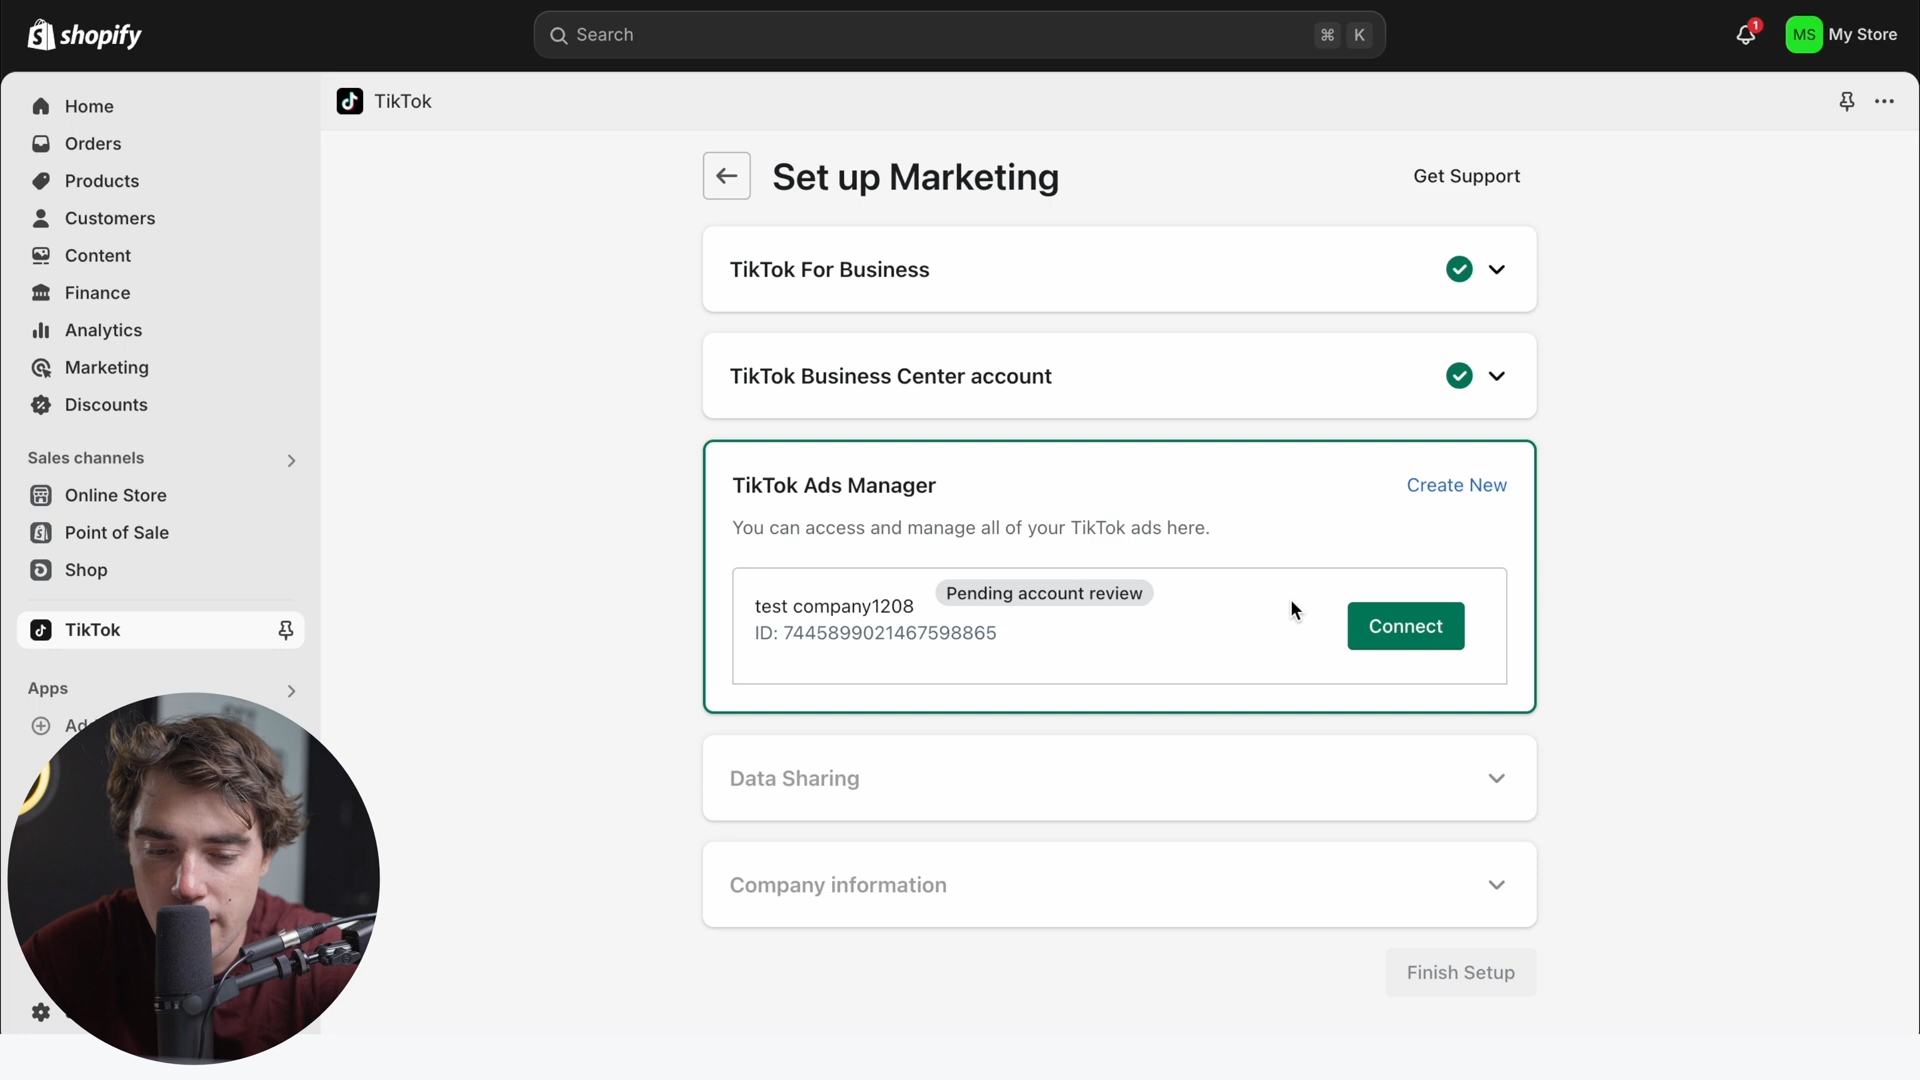 shopify
Search
⌘ K
1
MS
My Store
Home
Orders
Products
Customers
Content
Finance
Analytics
Marketing
Discounts
Sales channels
Online Store
Point of Sale
Shop
TikTok
Apps
TikTok
Set up Marketing
Get Support
TikTok For Business
TikTok Business Center account
TikTok Ads Manager
Create New
You can access and manage all of your TikTok ads here.
test company1208
Pending account review
ID: 7445899021467598865
Connect
Data Sharing
Company information
Finish Setup